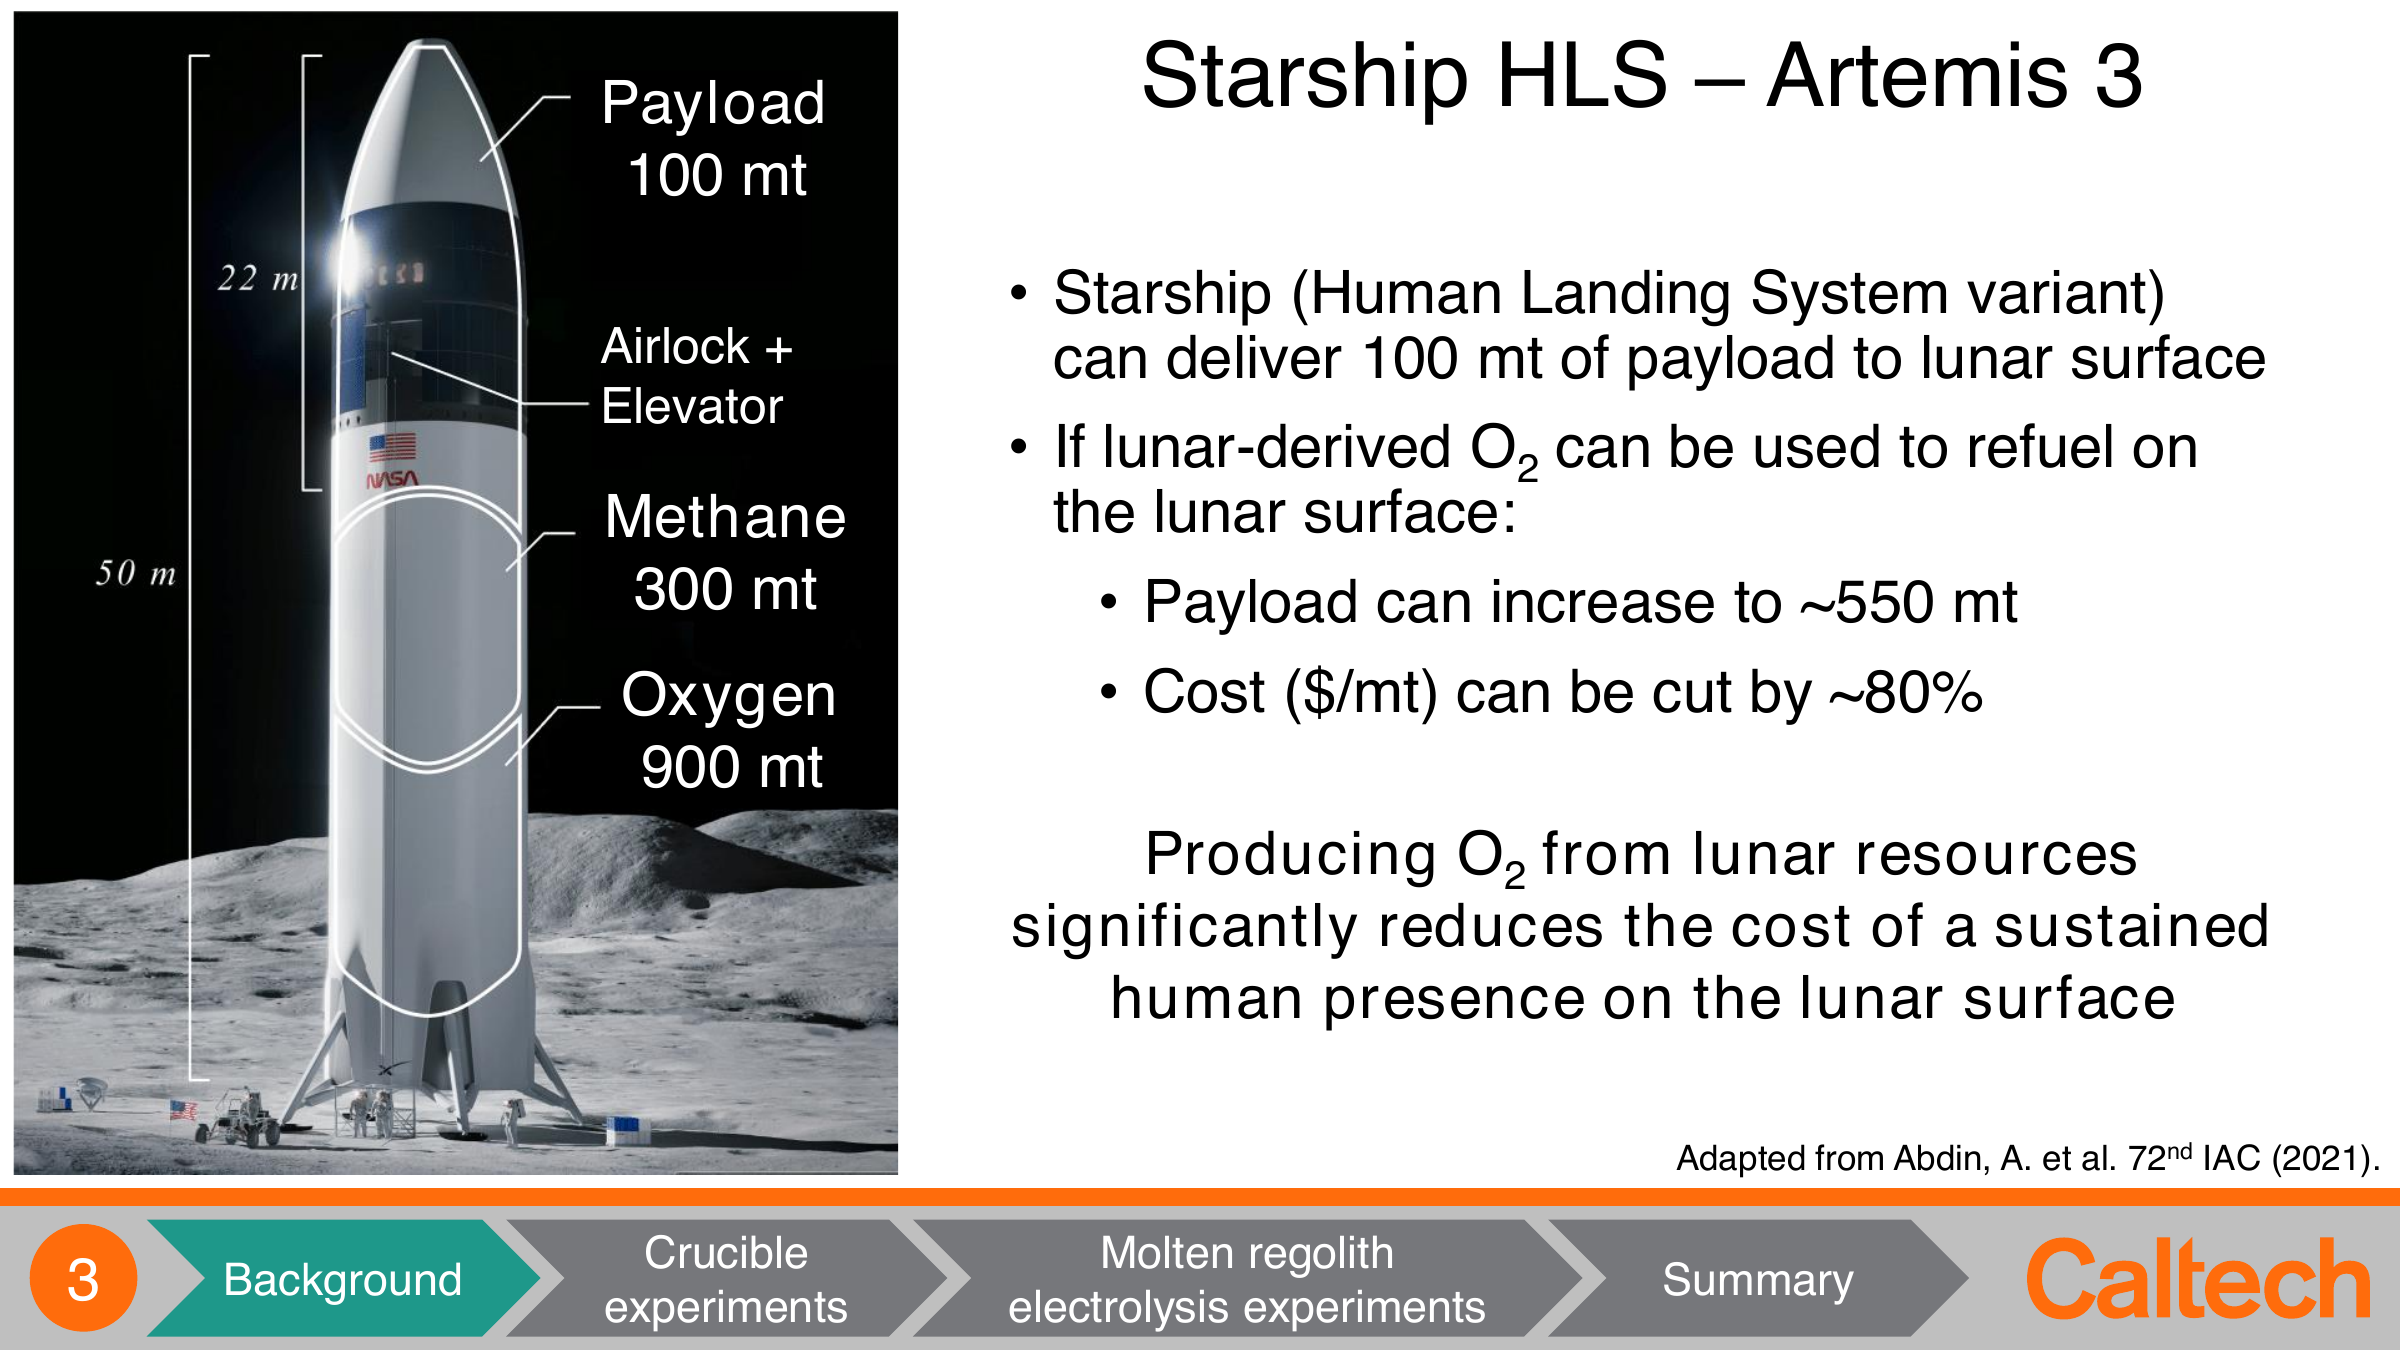 Starship HLS – Artemis 3
Payload
100 mt
22 m
Airlock +
Elevator
NASA
Methane
300 mt
50 m
Oxygen
900 mt
• Starship (Human Landing System variant)
can deliver 100 mt of payload to lunar surface
• If lunar-derived O₂ can be used to refuel on
the lunar surface:
• Payload can increase to ~550 mt
• Cost ($/mt) can be cut by ~80%
Producing O₂ from lunar resources
significantly reduces the cost of a sustained
human presence on the lunar surface
Adapted from Abdin, A. et al. 72nd IAC (2021).
3
Background
Crucible
experiments
Molten regolith
electrolysis experiments
Summary
Caltech